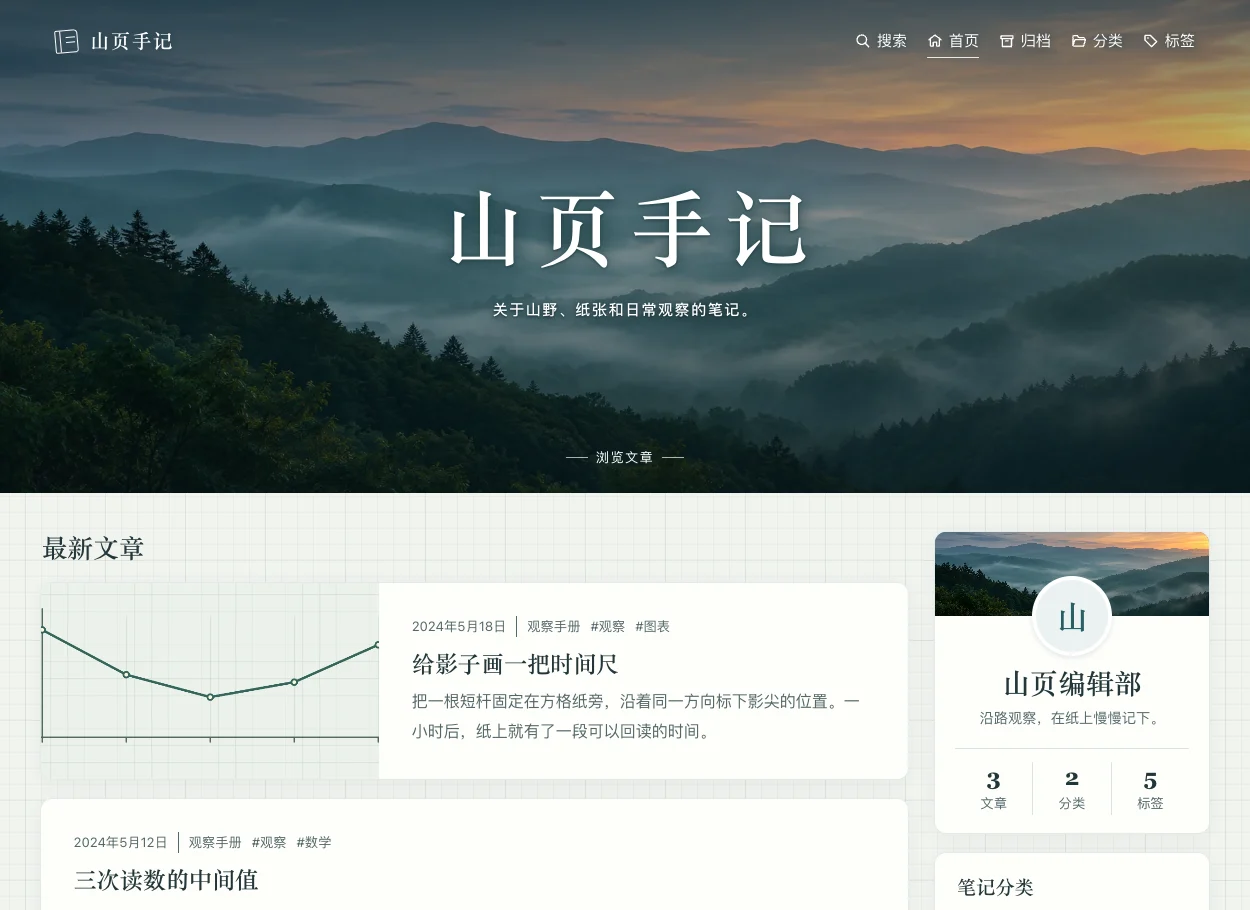 山页手记
搜索 首页 归档 分类 标签
山页手记
关于山野、纸张和日常观察的笔记。
浏览文章
最新文章
2024年5月18日 观察手册 #观察 #图表
给影子画一把时间尺
把一根短杆固定在方格纸旁，沿着同一方向标下影尖的位置。一
小时后，纸上就有了一段可以回读的时间。
2024年5月12日 观察手册 #观察 #数学
三次读数的中间值
山
山页编辑部
沿路观察，在纸上慢慢记下。
3 2 5
文章 分类 标签
笔记分类